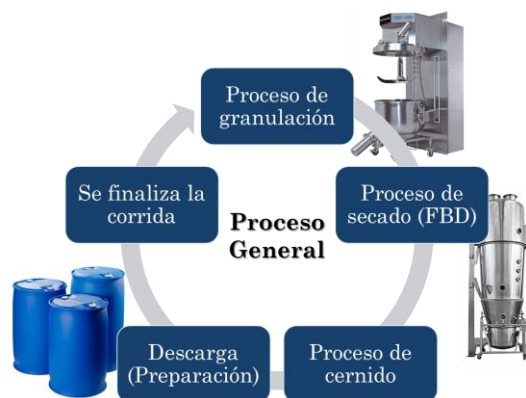 Proceso de
granulación
Proceso de
secado (FBD)
Proceso de
cernido
Descarga
(Preparación)
Se finaliza la
corrida
Proceso
General